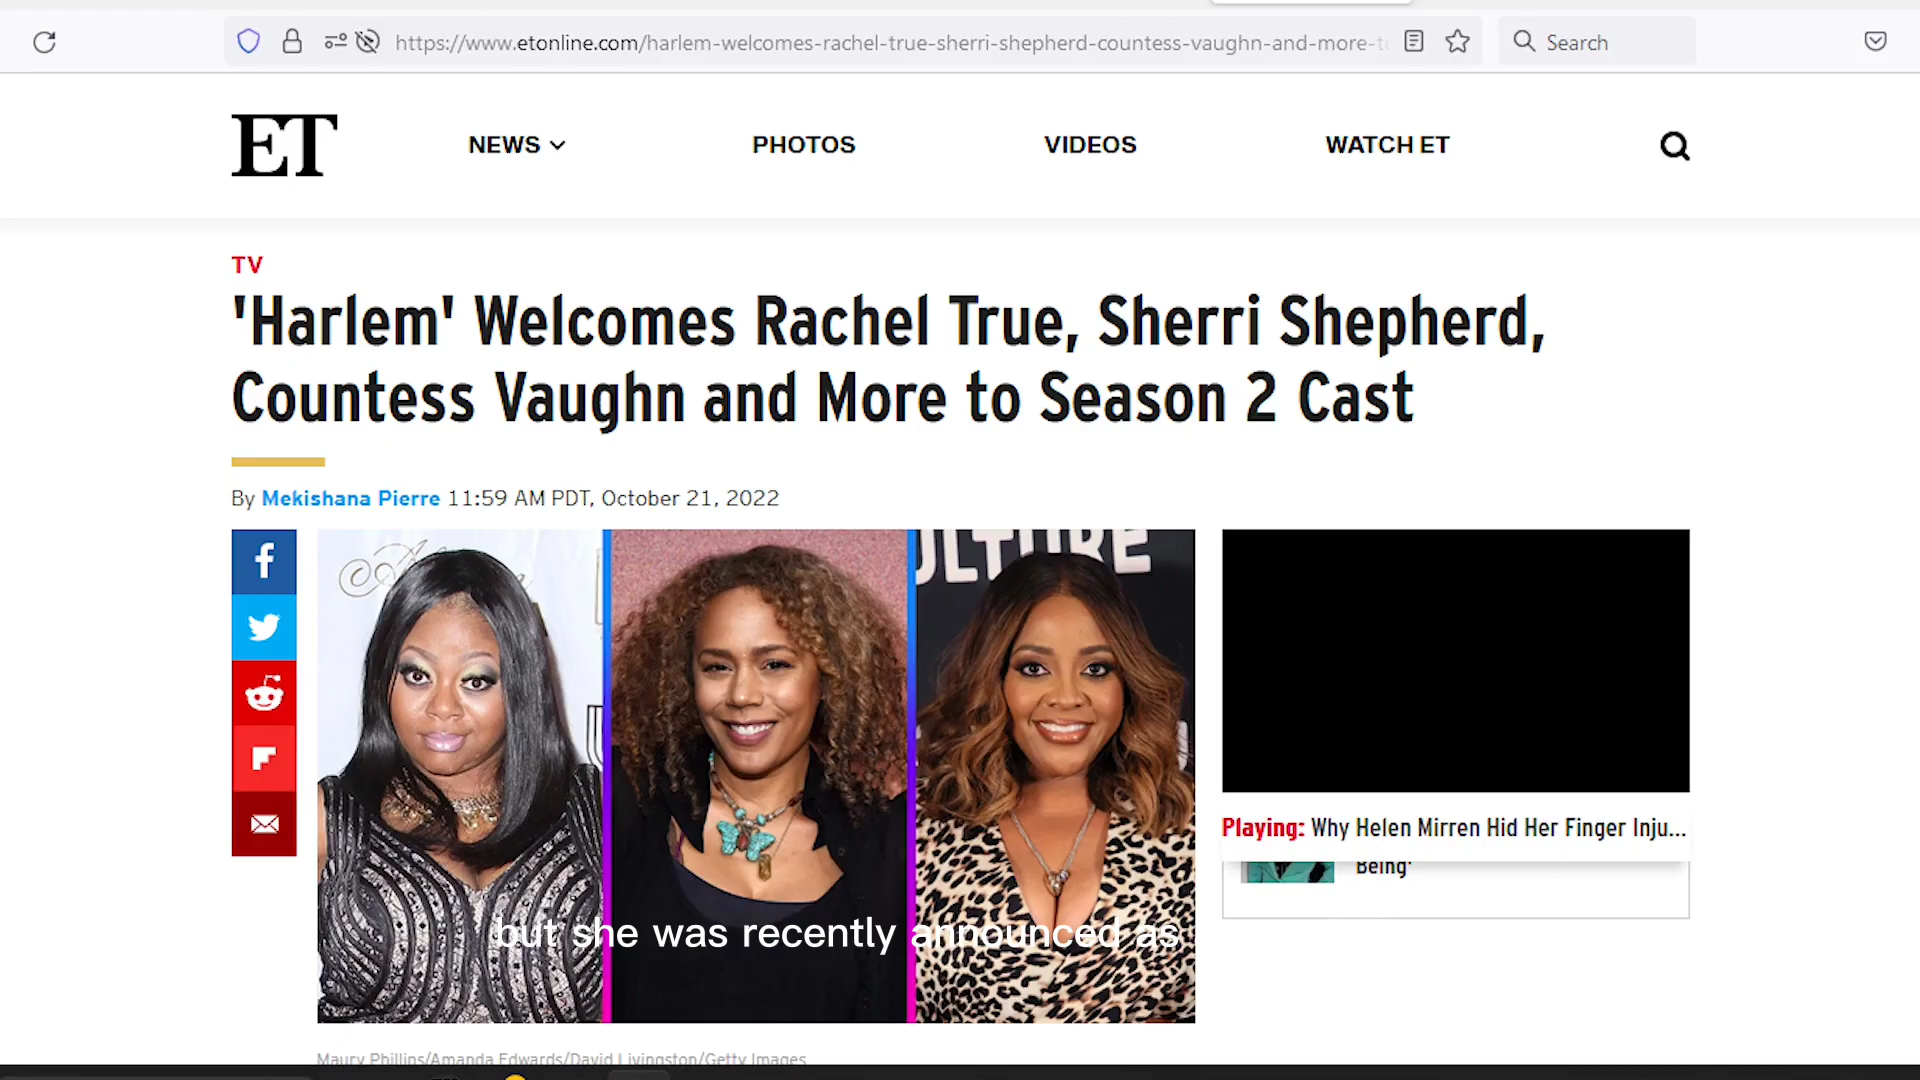 https://www.etonline.com/harlem-welcomes-rachel-true-sherri-shepherd-countess-vaughn-and-more-t
Search
ET
NEWS
PHOTOS
VIDEOS
WATCH ET
TV
'Harlem' Welcomes Rachel True, Sherri Shepherd,
Countess Vaughn and More to Season 2 Cast
By Mekishana Pierre 11:59 AM PDT, October 21, 2022
ULTURE
Playing: Why Helen Mirren Hid Her Finger Inju...
Being'
but she was recently announced as
Maury Phillips/Amanda Edwards/David Livingston/Getty Images